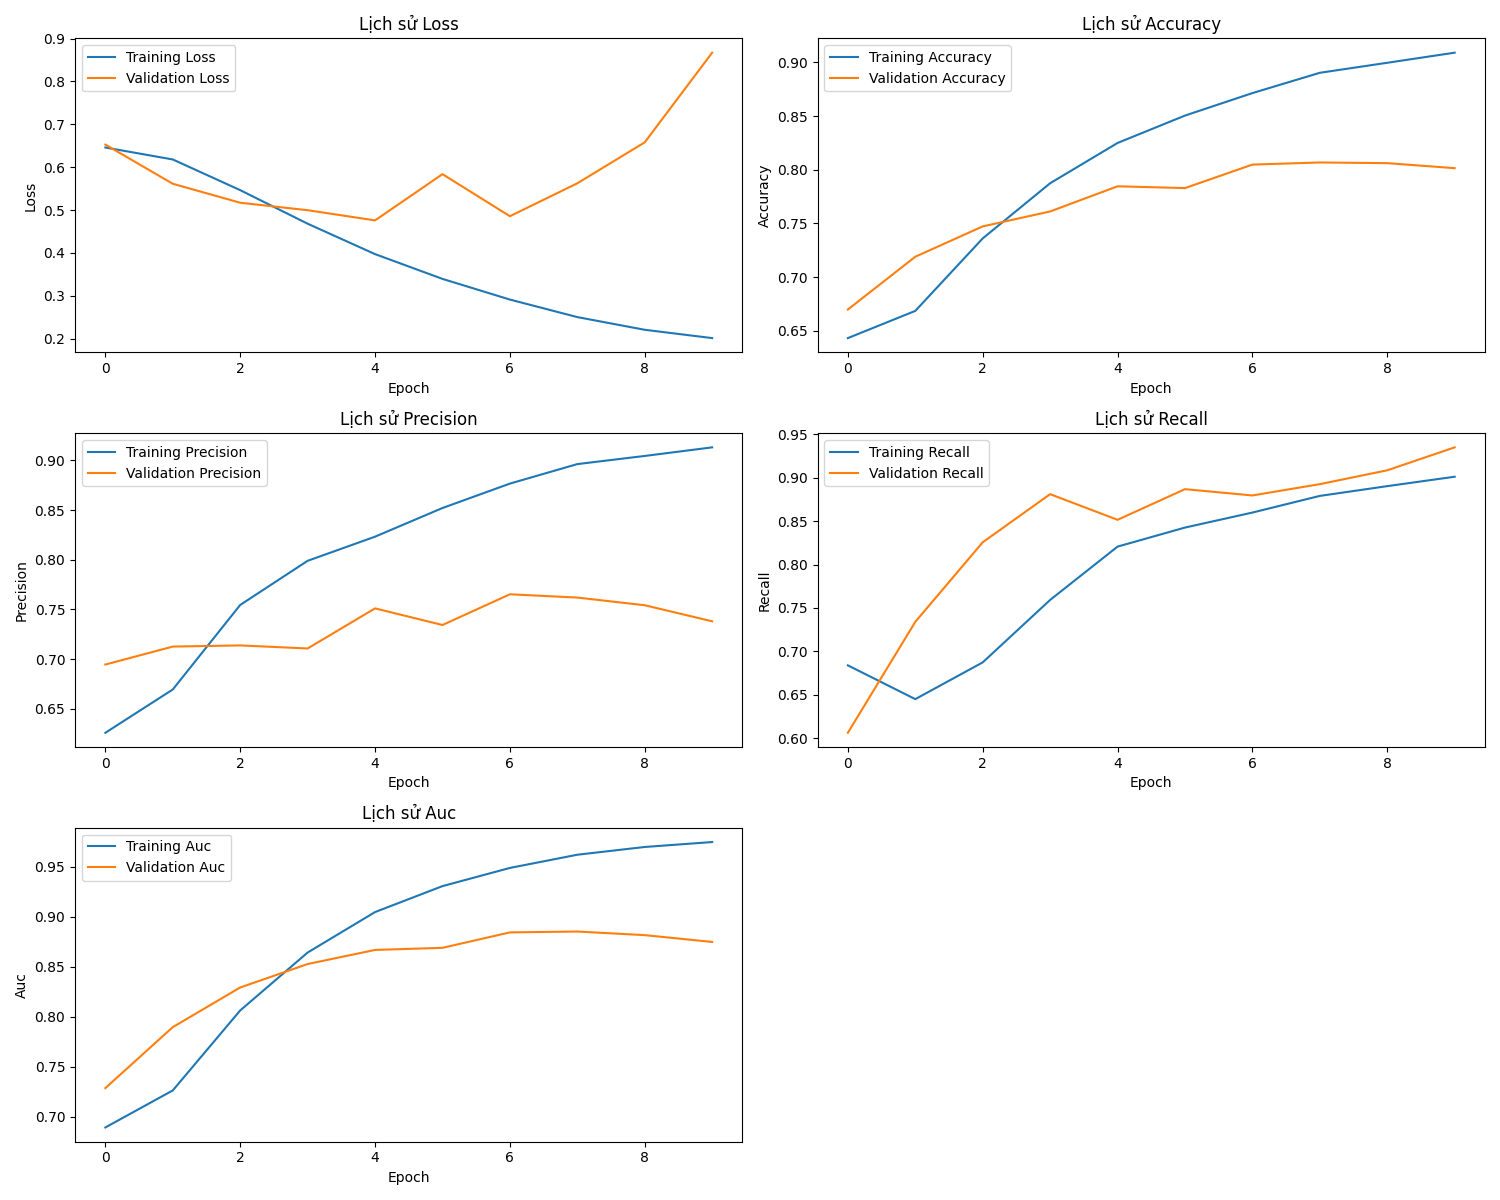 Lịch sử Loss
0.9
0.8
0.7
0.6
0.5
0.4
0.3
0.2
Loss
Training Loss
Validation Loss
0 2 4 6 8
Epoch
Lịch sử Accuracy
0.90
0.85
0.80
0.75
0.70
0.65
Accuracy
Training Accuracy
Validation Accuracy
0 2 4 6 8
Epoch
Lịch sử Precision
0.90
0.85
0.80
0.75
0.70
0.65
Precision
Training Precision
Validation Precision
0 2 4 6 8
Epoch
Lịch sử Recall
0.95
0.90
0.85
0.80
0.75
0.70
0.65
0.60
Recall
Training Recall
Validation Recall
0 2 4 6 8
Epoch
Lịch sử Auc
0.95
0.90
0.85
0.80
0.75
0.70
Auc
Training Auc
Validation Auc
0 2 4 6 8
Epoch